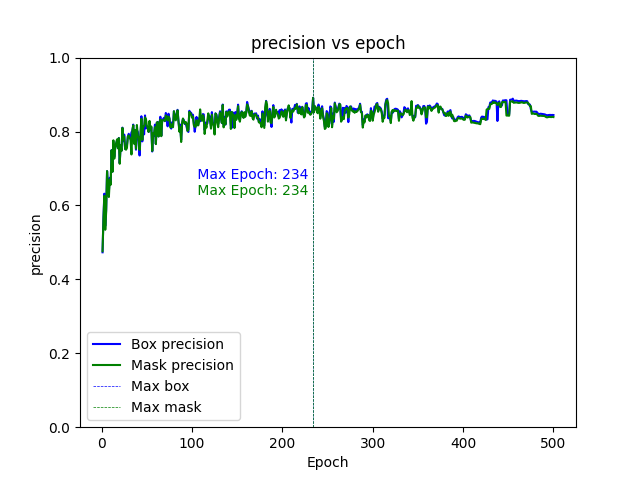 precision vs epoch
1.0
0.8
0.6
0.4
0.2
0.0
precision
Max Epoch: 234
Max Epoch: 234
Box precision
Mask precision
Max box
Max mask
0 100 200 300 400 500
Epoch